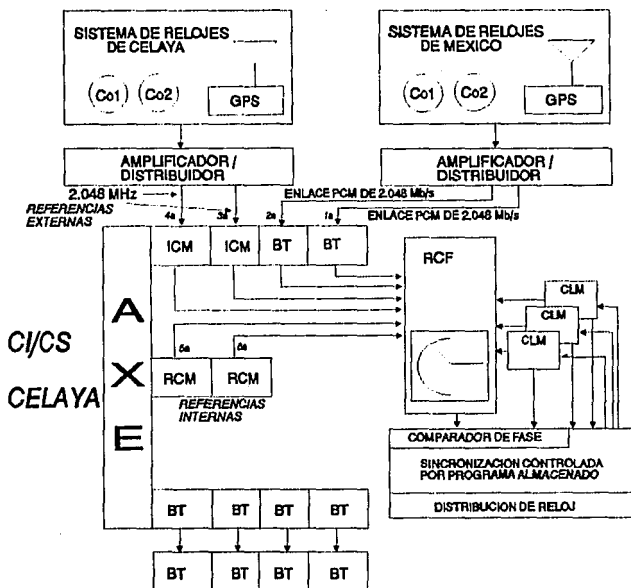 SISTEMA DE RELOJES
DE CELAYA
Co1
Co2
GPS
SISTEMA DE RELOJES
DE MEXICO
Co1
Co2
GPS
AMPLIFICADOR /
DISTRIBUIDOR
AMPLIFICADOR /
DISTRIBUIDOR
2.048 MHz
REFERENCIAS
EXTERNAS
ENLACE PCM DE 2.048 Mb/s
ENLACE PCM DE 2.048 Mb/s
4a
3a
2a
1a
ICM
ICM
BT
BT
RCF
CLM
CLM
CLM
A
X
E
CI/CS
CELAYA
5a
6a
RCM
RCM
REFERENCIAS
INTERNAS
COMPARADOR DE FASE
SINCRONIZACIÓN CONTROLADA
POR PROGRAMA ALMACENADO
DISTRIBUCION DE RELOJ
BT
BT
BT
BT
BT
BT
BT
BT